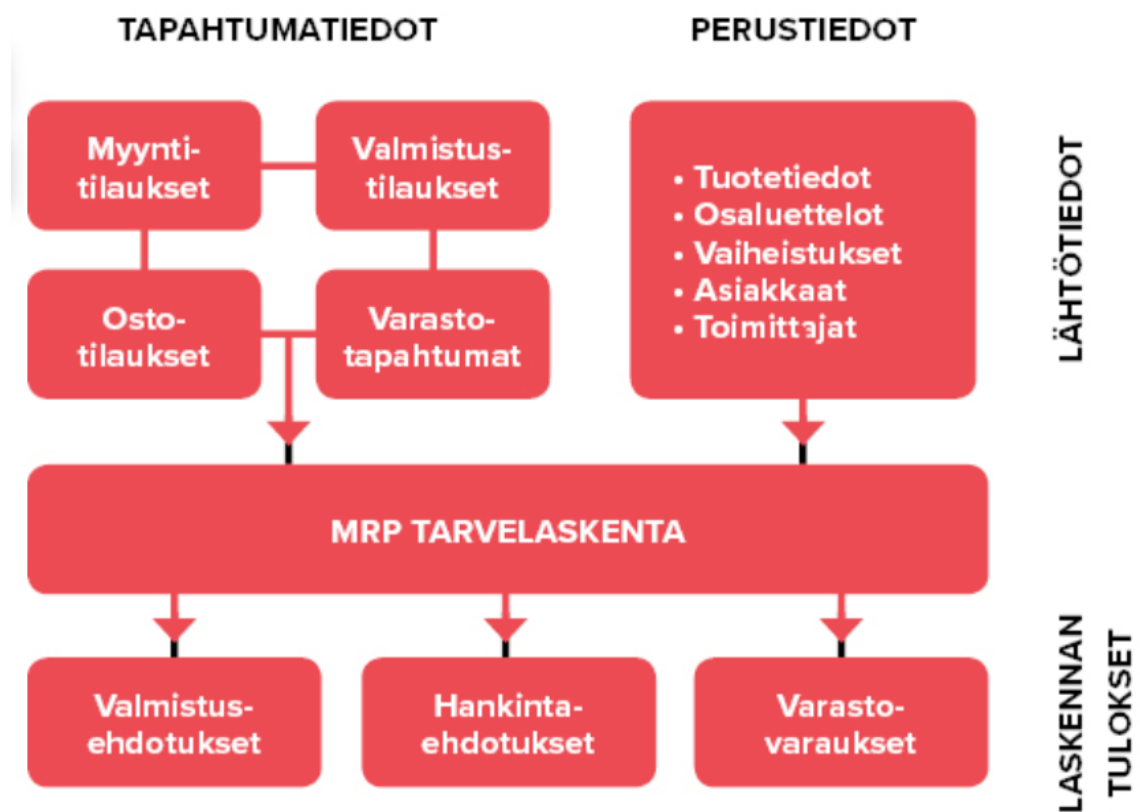 TAPAHTUMATIEDOT
PERUSTIEDOT
Myynti-
tilaukset
Valmistus-
tilaukset
Osto-
tilaukset
Varasto-
tapahtumat
• Tuotetiedot
• Osaluettelot
• Vaiheistukset
• Asiakkaat
• Toimittajat
LÄHTÖTIEDOT
MRP TARVELASKENTA
Valmistus-
ehdotukset
Hankinta-
ehdotukset
Varasto-
varaukset
LASKENNAN
TULOKSET